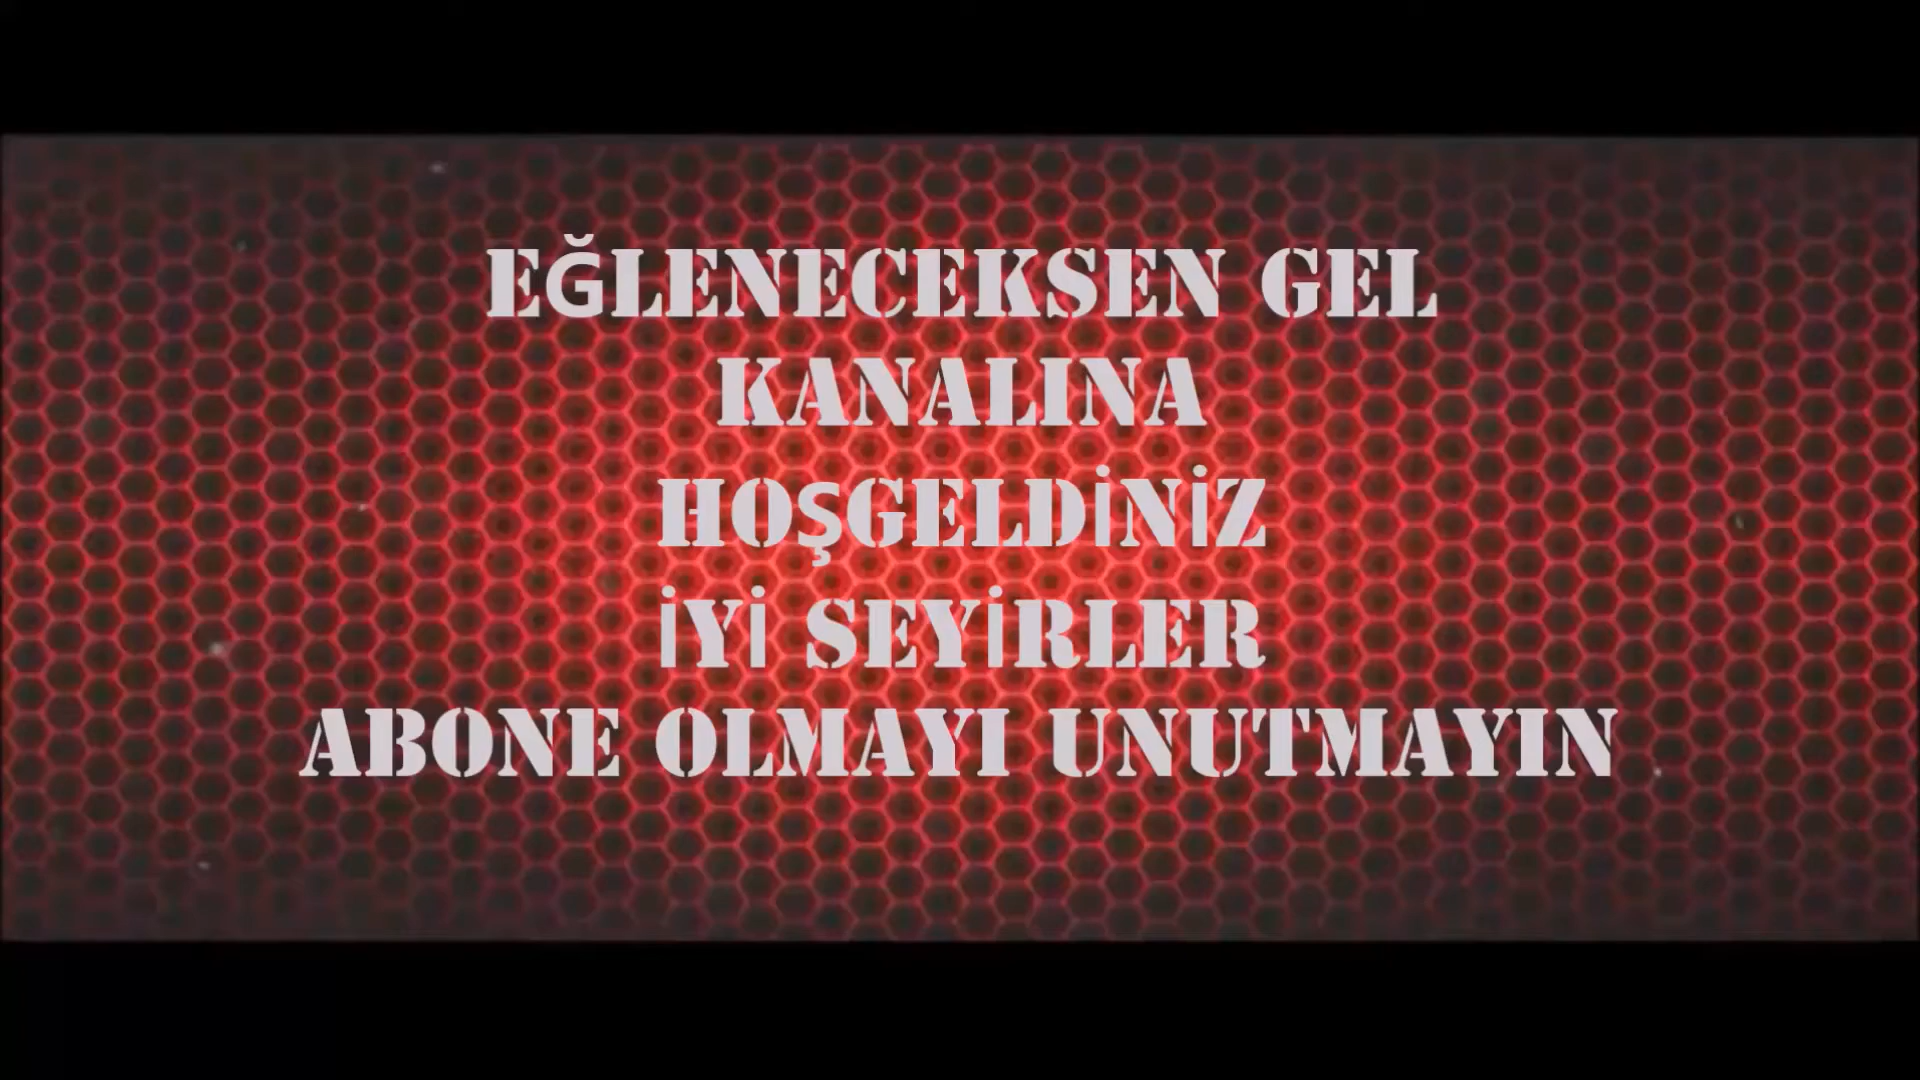 EĞLENECEKSEN GEL
KANALINA
HOŞGELDİNİZ
İYİ SEYİRLER
ABONE OLMAYI UNUTMAYIN